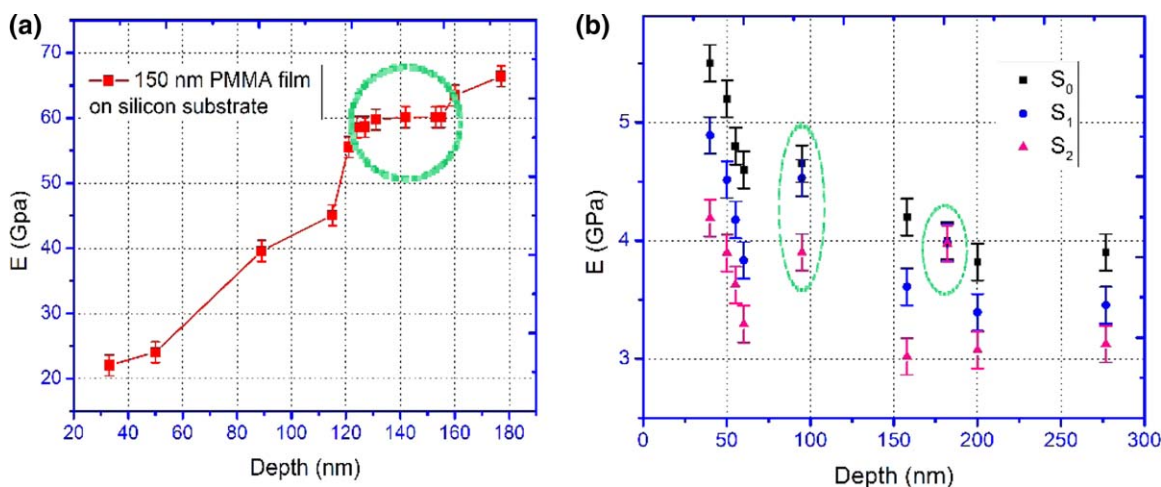 (a)
70
60
50
40
30
20
E (Gpa)
150 nm PMMA film
on silicon substrate
20 40 60 80 100 120 140 160 180
Depth (nm)
(b)
5
4
3
E (GPa)
S0
S1
S2
0 50 100 150 200 250 300
Depth (nm)